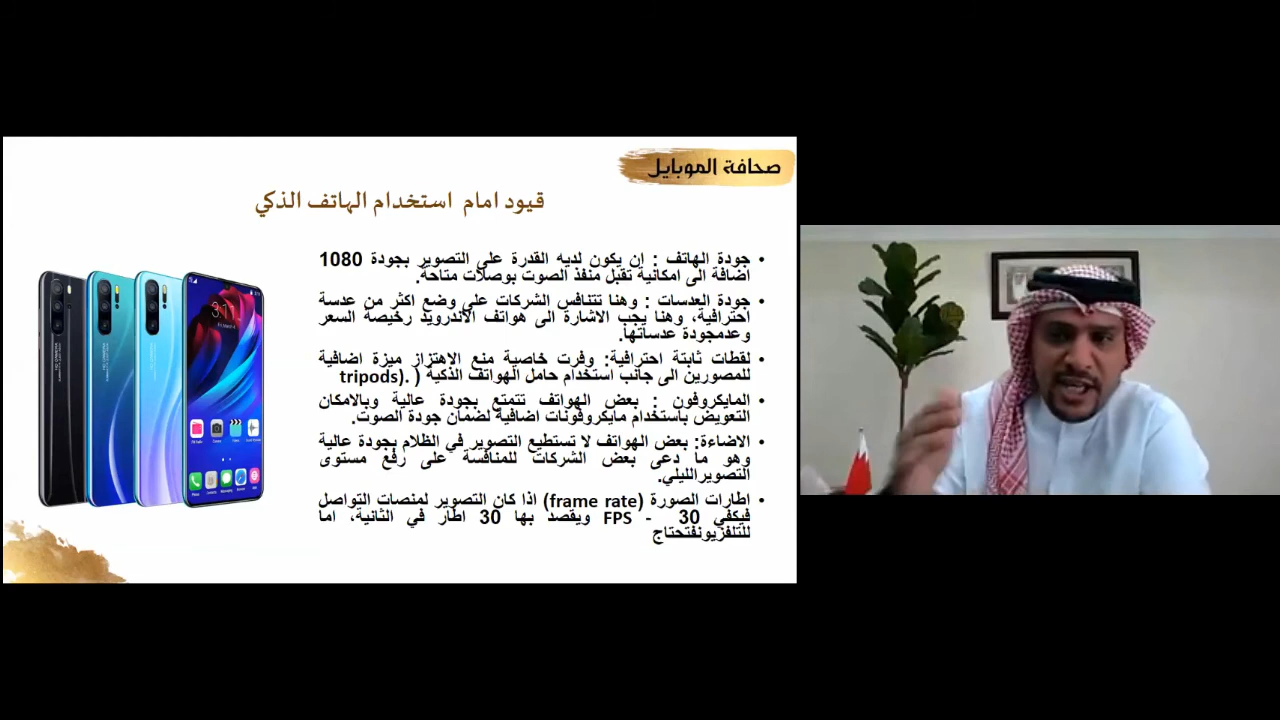 صحافة الموبايل
قيود امام استخدام الهاتف الذكي
• جودة الهاتف : ان يكون لديه القدرة على التصوير بجودة 1080
اضافة الى امكانية تقبل منفذ الصوت بوصلات متاحة.
• جودة العدسات : وهنا تتنافس الشركات على وضع اكثر من عدسة
احترافية، وهنا يجب الاشارة الى هواتف الاندرويد رخيصة السعر
وعدمجودة عدساتها.
• لقطات ثابتة احترافية: وفرت خاصية منع الاهتزاز ميزة اضافية
للمصورين الى جانب استخدام حامل الهواتف الذكية ( .(tripods
• المايكروفون : بعض الهواتف تتمتع بجودة عالية وبالامكان
التعويض باستخدام مايكروفونات اضافية لضمان جودة الصوت.
• الاضاءة: بعض الهواتف لا تستطيع التصوير في الظلام بجودة عالية
وهو ما دعى بعض الشركات للمنافسة على رفع مستوى
التصويرالليلي.
• إطارات الصورة (frame rate) اذا كان التصوير لمنصات التواصل
فيكفي 30 - FPS ويقصد بها 30 اطار في الثانية، اما
للتلفزيونفتحتاج
3:11